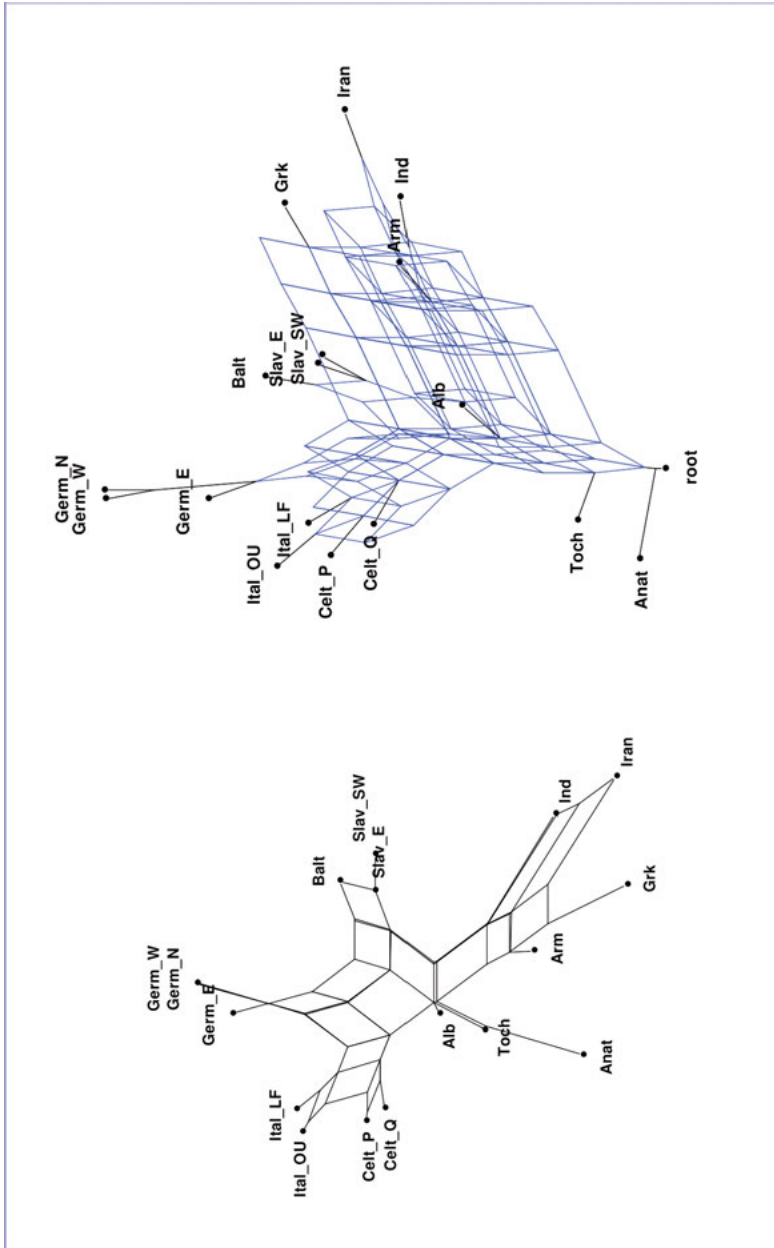 Iran
Grk
Ind
Arm
Balt
Slav_E
Slav_SW
Alb
Germ_N
Germ_W
Germ_E
Ital_LF
Ital_OU
Celt_P
Celt_Q
Toch
root
Anat
Slav_SW
Iran
Ind
Balt
Slav_E
Grk
Germ_W
Germ_N
Germ_E
Arm
Alb
Toch
Anat
Ital_LF
Ital_OU
Celt_P
Celt_Q